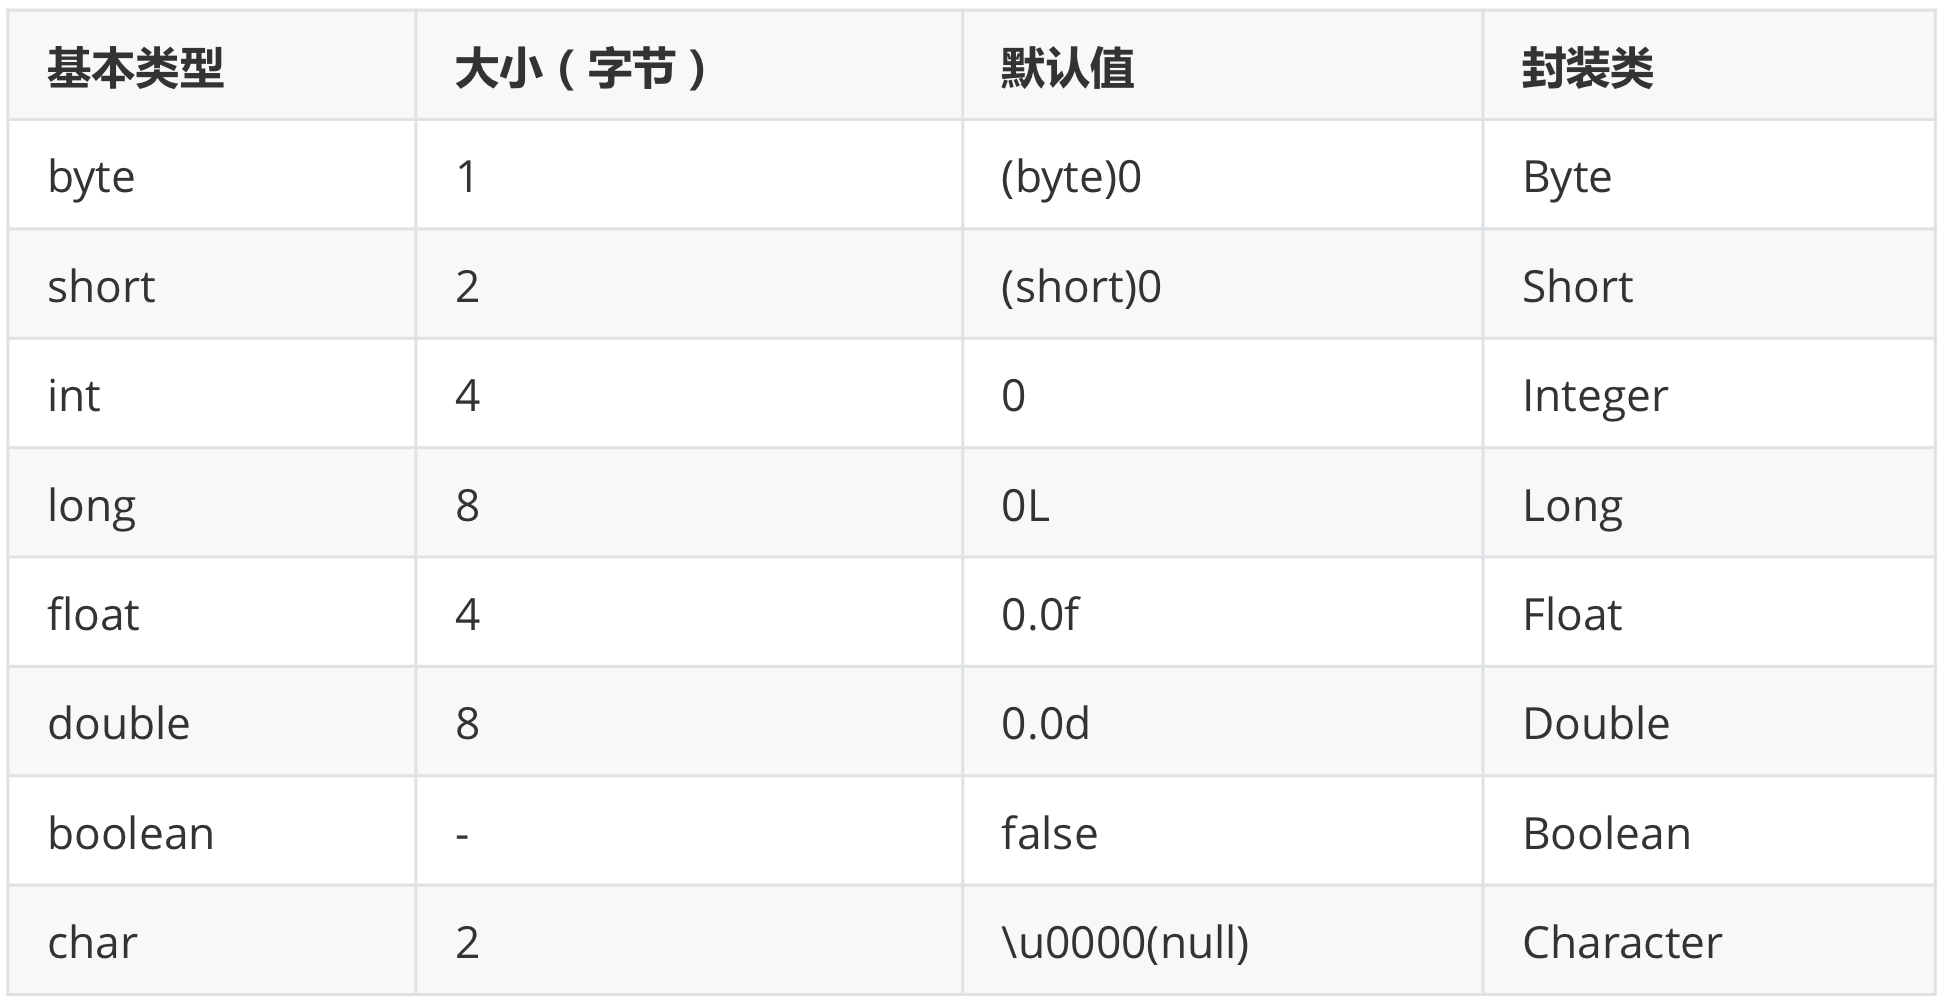 基本类型 大小（字节） 默认值 封装类
byte 1 (byte)0 Byte
short 2 (short)0 Short
int 4 0 Integer
long 8 0L Long
float 4 0.0f Float
double 8 0.0d Double
boolean - false Boolean
char 2 \u0000(null) Character